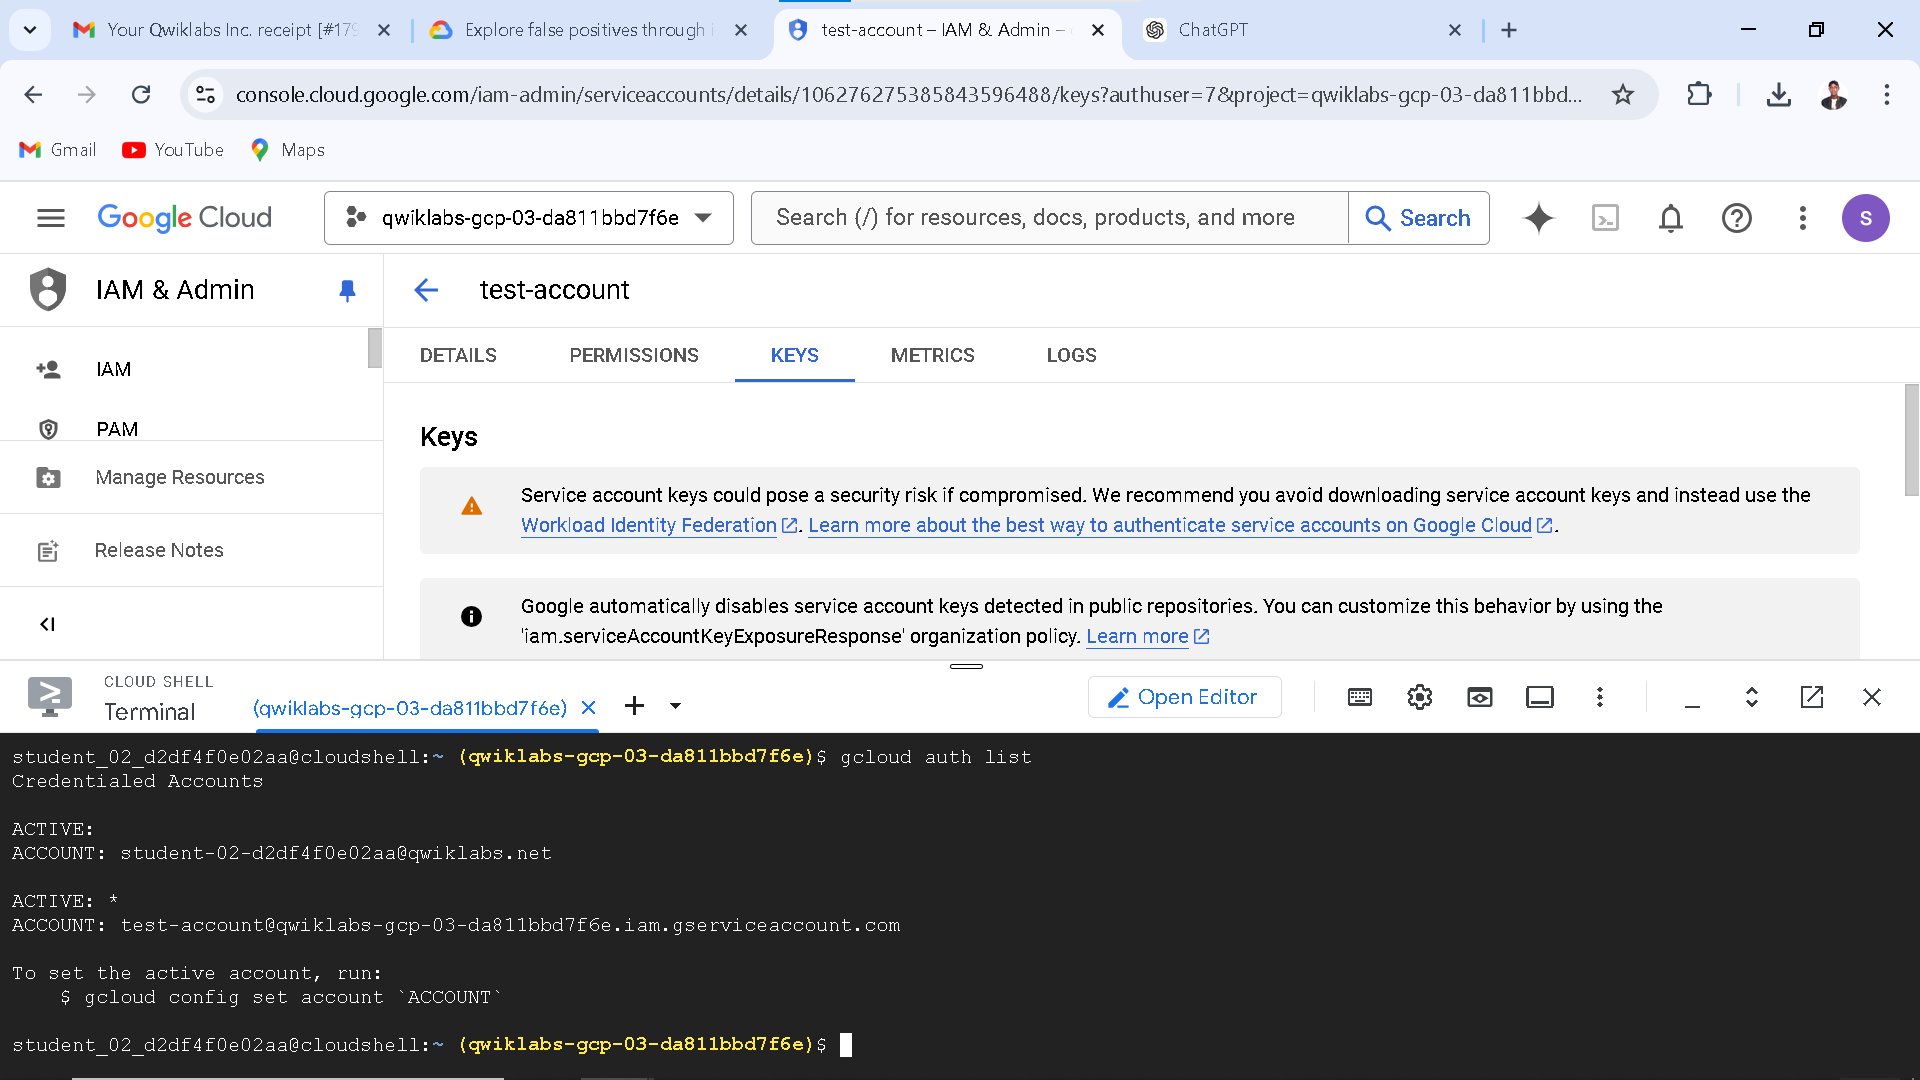 Your Qwiklabs Inc. receipt [#179
Explore false positives through i
test-account – IAM & Admin –
ChatGPT
console.cloud.google.com/iam-admin/serviceaccounts/details/106276275385843596488/keys?authuser=7&project=qwiklabs-gcp-03-da811bbd...
Gmail
YouTube
Maps
Google Cloud
qwiklabs-gcp-03-da811bbd7f6e
Search (/) for resources, docs, products, and more
Search
S
IAM & Admin
test-account
IAM
PAM
Manage Resources
Release Notes
DETAILS
PERMISSIONS
KEYS
METRICS
LOGS
Keys
Service account keys could pose a security risk if compromised. We recommend you avoid downloading service account keys and instead use the
Workload Identity Federation. Learn more about the best way to authenticate service accounts on Google Cloud.
Google automatically disables service account keys detected in public repositories. You can customize this behavior by using the
'iam.serviceAccountKeyExposureResponse' organization policy. Learn more
CLOUD SHELL
Terminal
(qwiklabs-gcp-03-da811bbd7f6e)
Open Editor
student_02_d2df4f0e02aa@cloudshell:~ (qwiklabs-gcp-03-da811bbd7f6e)$ gcloud auth list
Credentialed Accounts
ACTIVE:
ACCOUNT: student-02-d2df4f0e02aa@qwiklabs.net
ACTIVE: *
ACCOUNT: test-account@qwiklabs-gcp-03-da811bbd7f6e.iam.gserviceaccount.com
To set the active account, run:
$ gcloud config set account `ACCOUNT`
student_02_d2df4f0e02aa@cloudshell:~ (qwiklabs-gcp-03-da811bbd7f6e)$